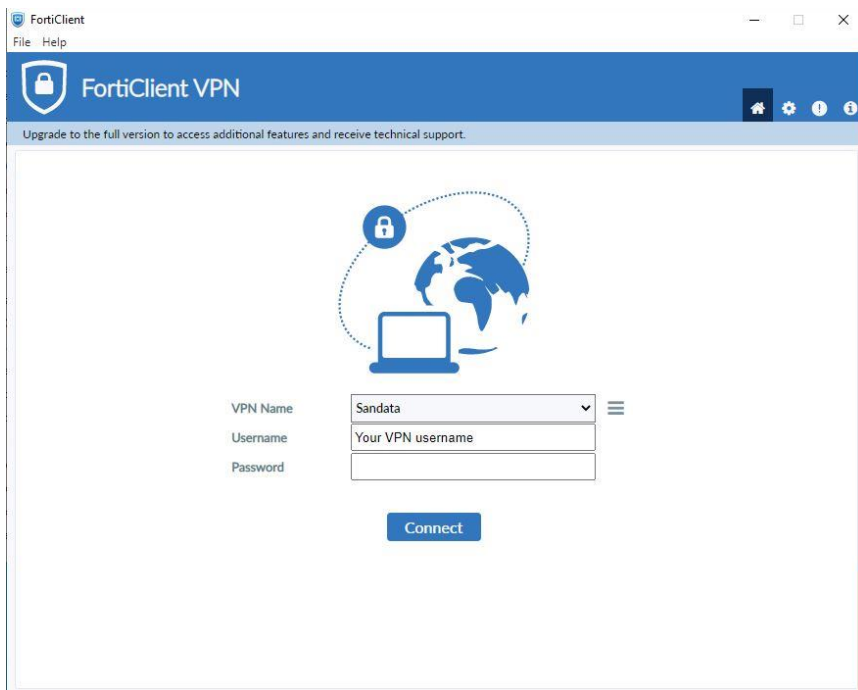 FortiClient
File Help
FortiClient VPN
Upgrade to the full version to access additional features and receive technical support.
VPN Name Sandata
Username Your VPN username
Password
Connect